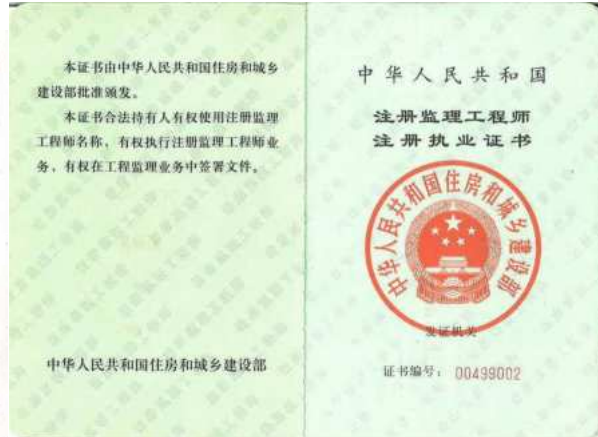 本证书由中华人民共和国住房和城乡
建设部批准颁发。
本证书合法持有人有权使用注册监理
工程师名称，有权执行注册监理工程师业
务，有权在工程监理业务中签署文件。
中华人民共和国住房和城乡建设部
中华人民共和国
注册监理工程师
注册执业证书
中华人民共和国住房和城乡建设部
发证机关
证书编号：00499002